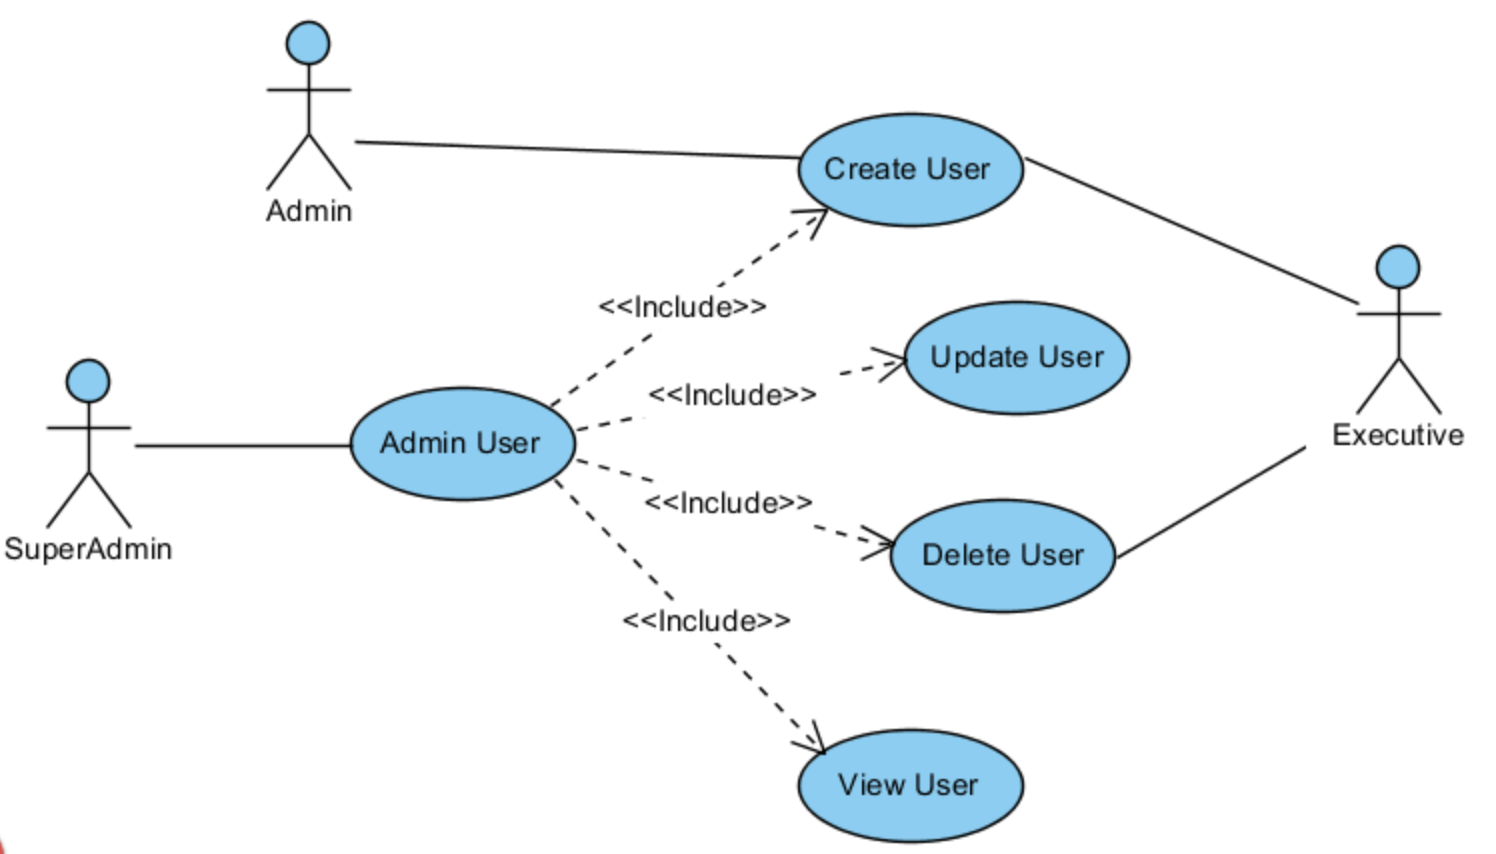 Admin
Create User
<<Include>>
Update User
<<Include>>
Executive
Admin User
SuperAdmin
<<Include>>
Delete User
<<Include>>
View User